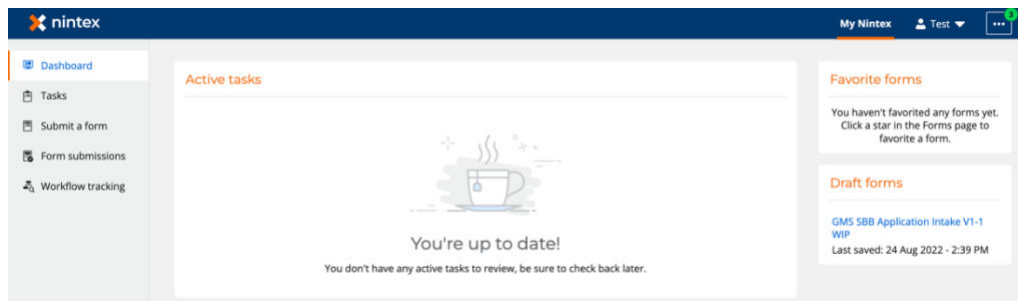 nintex
My Nintex
Test
3
Dashboard
Tasks
Submit a form
Form submissions
Workflow tracking
Active tasks
You're up to date!
You don't have any active tasks to review, be sure to check back later.
Favorite forms
You haven't favorited any forms yet.
Click a star in the Forms page to
favorite a form.
Draft forms
GMS SBB Application Intake V1-1
WIP
Last saved: 24 Aug 2022 - 2:39 PM